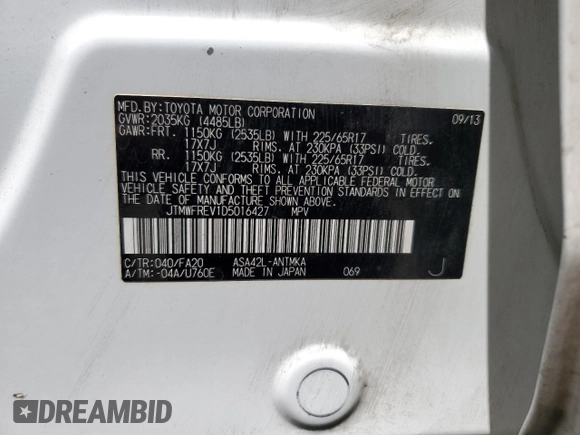 MFD. BY: TOYOTA MOTOR CORPORATION 09/13
GVWR: 2035KG (4485LB)
GAWR: FRT. 1150KG (2535LB) WITH 225/65R17 TIRES.
17X7J RIMS. AT 230KPA (33PSI) COLD.
RR. 1150KG (2535LB) WITH 225/65R17 TIRES.
17X7J RIMS. AT 230KPA (33PSI) COLD.
THIS VEHICLE CONFORMS TO ALL APPLICABLE FEDERAL MOTOR
VEHICLE SAFETY, BUMPER, AND THEFT PREVENTION STANDARDS IN EFFECT ON
THE DATE OF MANUFACTURE SHOWN ABOVE.
JTMWFREV1D5016427 MPV
C/TR: 040/FA20 ASA42L-ANTMKA
A/TM: -04A/U760E MADE IN JAPAN 069 J
DREAMBID